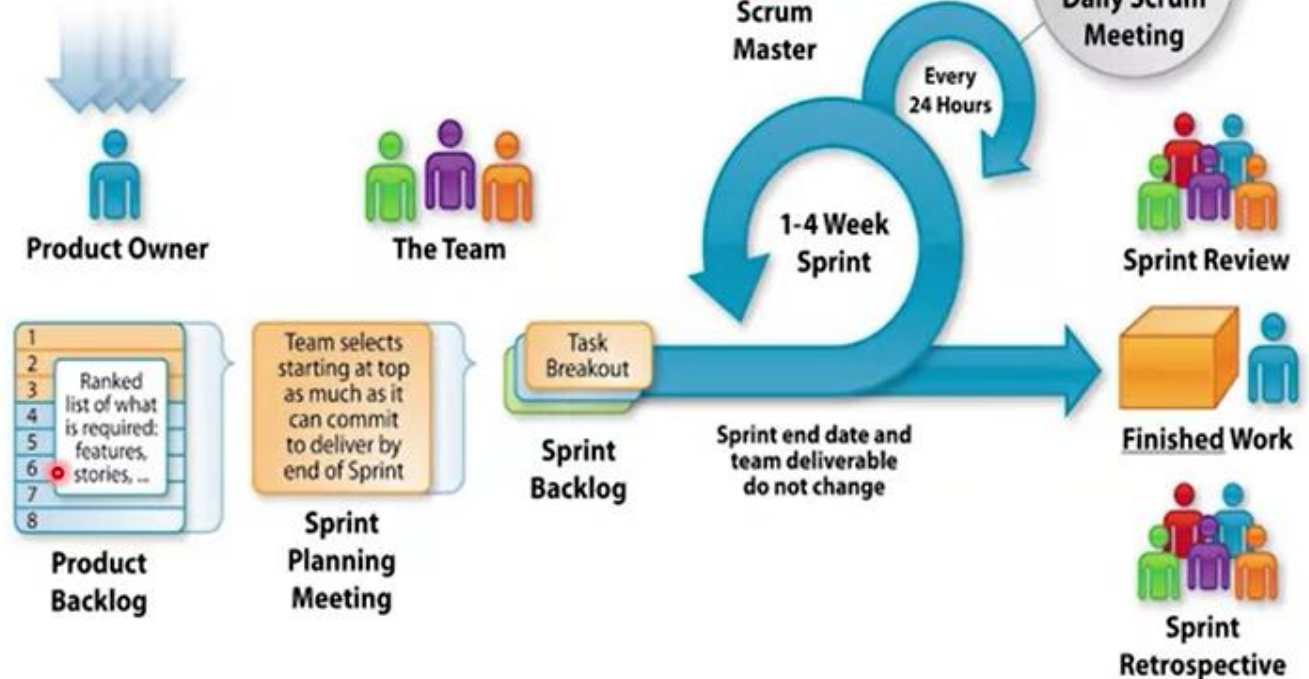 Scrum
Master
Daily Scrum
Meeting
Every
24 Hours
Product Owner
The Team
1-4 Week
Sprint
Sprint Review
1
2
3
4
5
6
7
8
Ranked
list of what
is required:
features,
stories, ...
Product
Backlog
Team selects
starting at top
as much as it
can commit
to deliver by
end of Sprint
Sprint
Planning
Meeting
Task
Breakout
Sprint
Backlog
Sprint end date and
team deliverable
do not change
Finished Work
Sprint
Retrospective